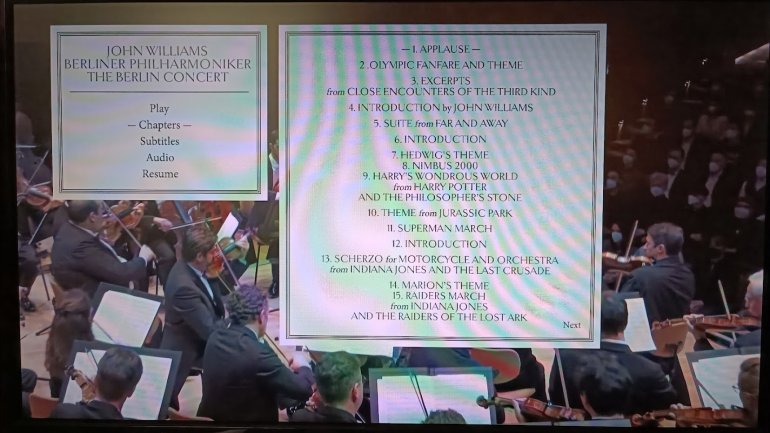 JOHN WILLIAMS
BERLINER PHILHARMONIKER
THE BERLIN CONCERT
Play
— Chapters —
Subtitles
Audio
Resume
— 1. APPLAUSE —
2. OLYMPIC FANFARE AND THEME
3. EXCERPTS
from CLOSE ENCOUNTERS OF THE THIRD KIND
4. INTRODUCTION by JOHN WILLIAMS
5. SUITE from FAR AND AWAY
6. INTRODUCTION
7. HEDWIG'S THEME
8. NIMBUS 2000
9. HARRY'S WONDROUS WORLD
from HARRY POTTER
AND THE PHILOSOPHER'S STONE
10. THEME from JURASSIC PARK
11. SUPERMAN MARCH
12. INTRODUCTION
13. SCHERZO for MOTORCYCLE AND ORCHESTRA
from INDIANA JONES AND THE LAST CRUSADE
14. MARION'S THEME
15. RAIDERS MARCH
from INDIANA JONES
AND THE RAIDERS OF THE LOST ARK
Next